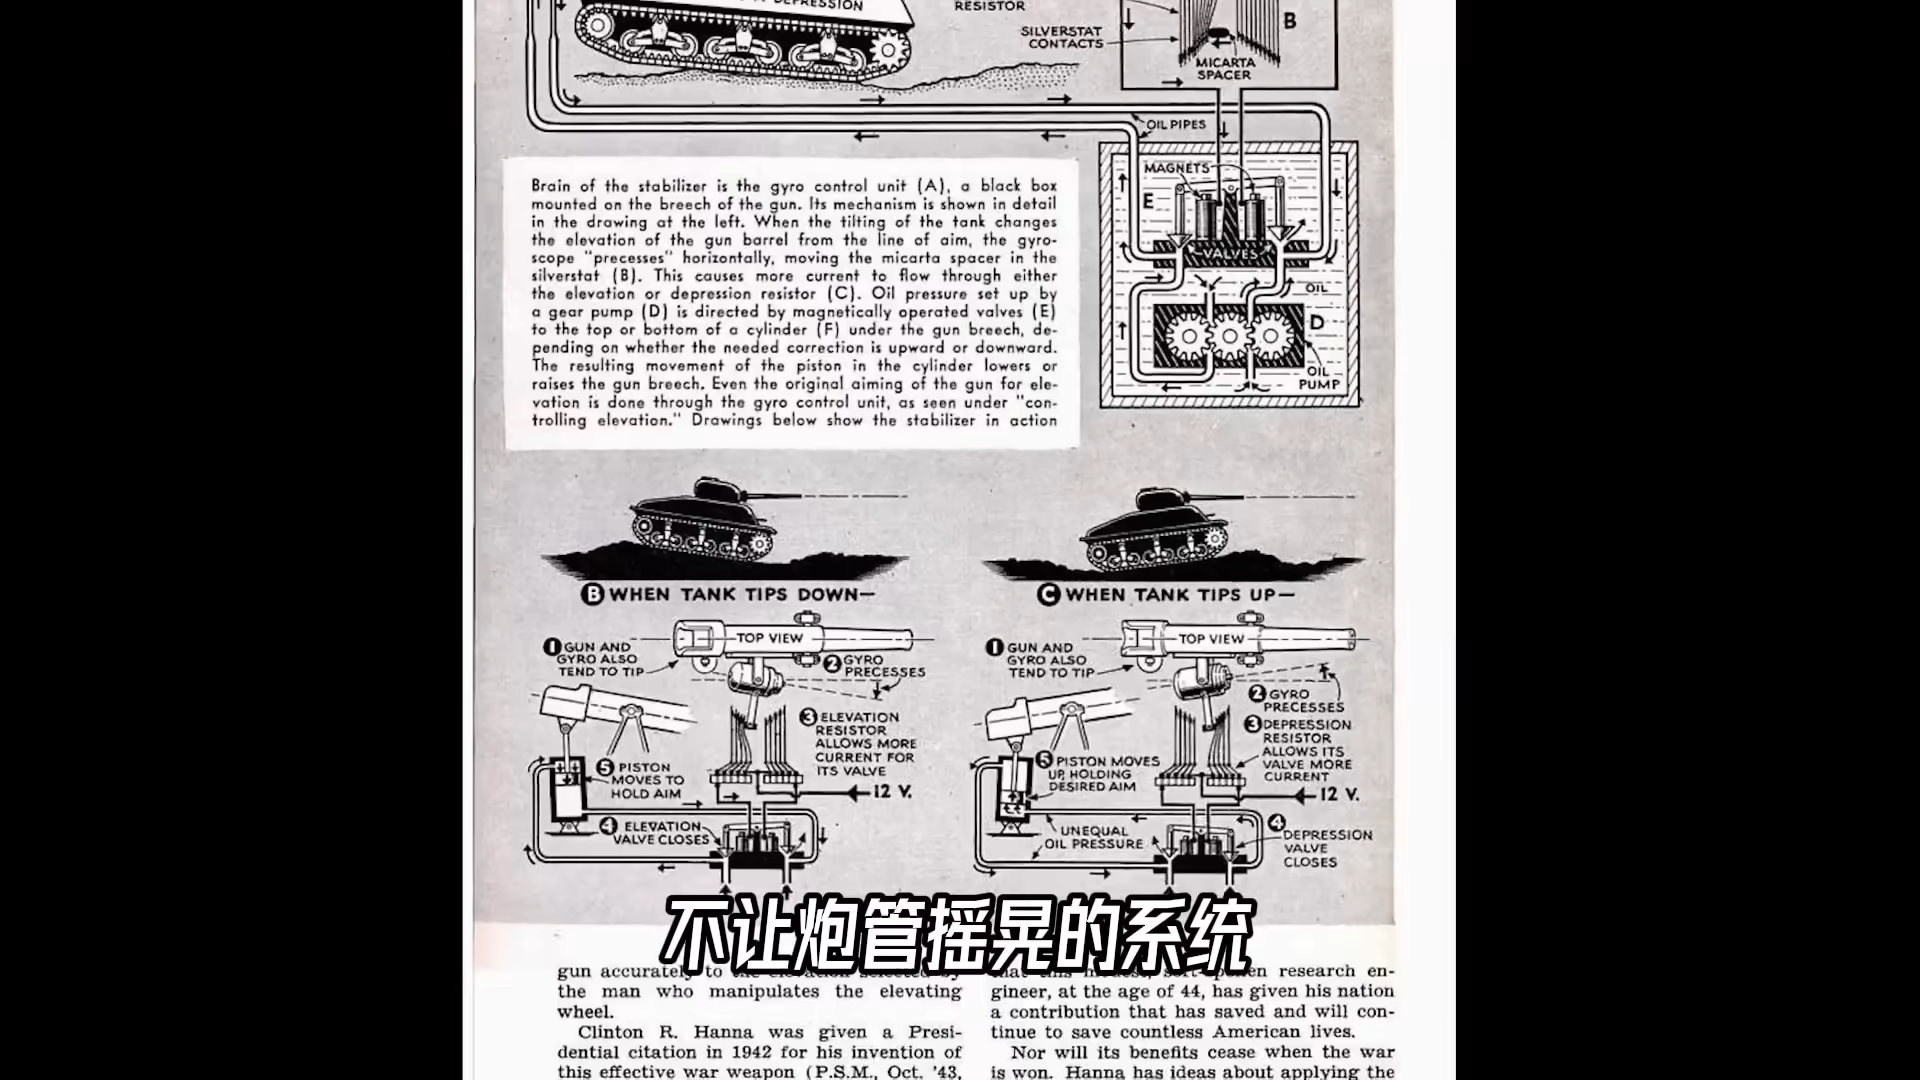 DEPRESSION
RESISTOR
SILVERSTAT
CONTACTS
B
MICARTA
SPACER
OIL PIPES
MAGNETS
E
VALVES
OIL
D
OIL
PUMP
Brain of the stabilizer is the gyro control unit (A), a black box
mounted on the breech of the gun. Its mechanism is shown in detail
in the drawing at the left. When the tilting of the tank changes
the elevation of the gun barrel from the line of aim, the gyro-
scope "precesses" horizontally, moving the micarta spacer in the
silverstat (B). This causes more current to flow through either
the elevation or depression resistor (C). Oil pressure set up by
a gear pump (D) is directed by magnetically operated valves (E)
to the top or bottom of a cylinder (F) under the gun breech, de-
pending on whether the needed correction is upward or downward.
The resulting movement of the piston in the cylinder lowers or
raises the gun breech. Even the original aiming of the gun for ele-
vation is done through the gyro control unit, as seen under "con-
trolling elevation." Drawings below show the stabilizer in action
B WHEN TANK TIPS DOWN—
TOP VIEW
1 GUN AND
GYRO ALSO
TEND TO TIP
2 GYRO
PRECESSES
3 ELEVATION
RESISTOR
ALLOWS MORE
CURRENT FOR
ITS VALVE
5 PISTON
MOVES TO
HOLD AIM
12 V.
4 ELEVATION
VALVE CLOSES
C WHEN TANK TIPS UP—
TOP VIEW
1 GUN AND
GYRO ALSO
TEND TO TIP
2 GYRO
PRECESSES
3 DEPRESSION
RESISTOR
ALLOWS ITS
VALVE MORE
CURRENT
5 PISTON MOVES
UP, HOLDING
DESIRED AIM
12 V.
UNEQUAL
OIL PRESSURE
4 DEPRESSION
VALVE
CLOSES
不让炮管摇晃的系统
gun accurately to the elevation selected by
the man who manipulates the elevating
wheel.
Clinton R. Hanna was given a Presi-
dential citation in 1942 for his invention of
this effective war weapon (P.S.M., Oct. '43,
that this modest, soft-spoken research en-
gineer, at the age of 44, has given his nation
a contribution that has saved and will con-
tinue to save countless American lives.
Nor will its benefits cease when the war
is won. Hanna has ideas about applying the